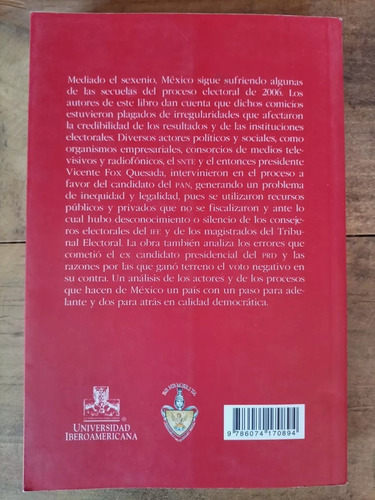 Mediado el sexenio, México sigue sufriendo algunas
de las secuelas del proceso electoral de 2006. Los
autores de este libro dan cuenta que dichos comicios
estuvieron plagados de irregularidades que afectaron
la credibilidad de los resultados y de las instituciones
electorales. Diversos actores políticos y sociales, como
organismos empresariales, consorcios de medios tele-
visivos y radiofónicos, el SNTE y el entonces presidente
Vicente Fox Quesada, intervinieron en el proceso a
favor del candidato del PAN, generando un problema
de inequidad y legalidad, pues se utilizaron recursos
públicos y privados que no se fiscalizaron y ante lo
cual hubo desconocimiento o silencio de los conseje-
ros electorales del IFE y de los magistrados del Tribu-
nal Electoral. La obra también analiza los errores que
cometió el ex candidato presidencial del PRD y las
razones por las que ganó terreno el voto negativo en
su contra. Un análisis de los actores y de los procesos
que hacen de México un país con un paso para ade-
lante y dos para atrás en calidad democrática.
UNIVERSIDAD
IBEROAMERICANA
9 786074 170894